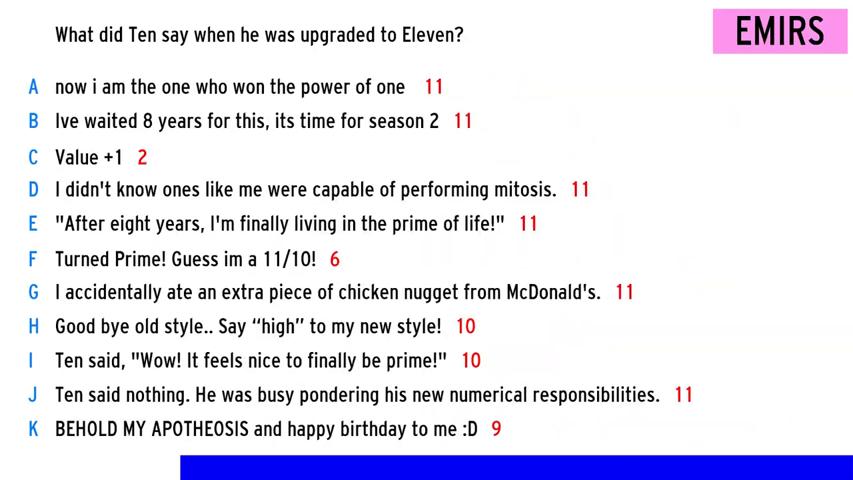 What did Ten say when he was upgraded to Eleven?
EMIRS
A now i am the one who won the power of one 11
B Ive waited 8 years for this, its time for season 2 11
C Value +1 2
D I didn't know ones like me were capable of performing mitosis. 11
E "After eight years, I'm finally living in the prime of life!" 11
F Turned Prime! Guess im a 11/10! 6
G I accidentally ate an extra piece of chicken nugget from McDonald's. 11
H Good bye old style.. Say “high” to my new style! 10
I Ten said, "Wow! It feels nice to finally be prime!" 10
J Ten said nothing. He was busy pondering his new numerical responsibilities. 11
K BEHOLD MY APOTHEOSIS and happy birthday to me :D 9